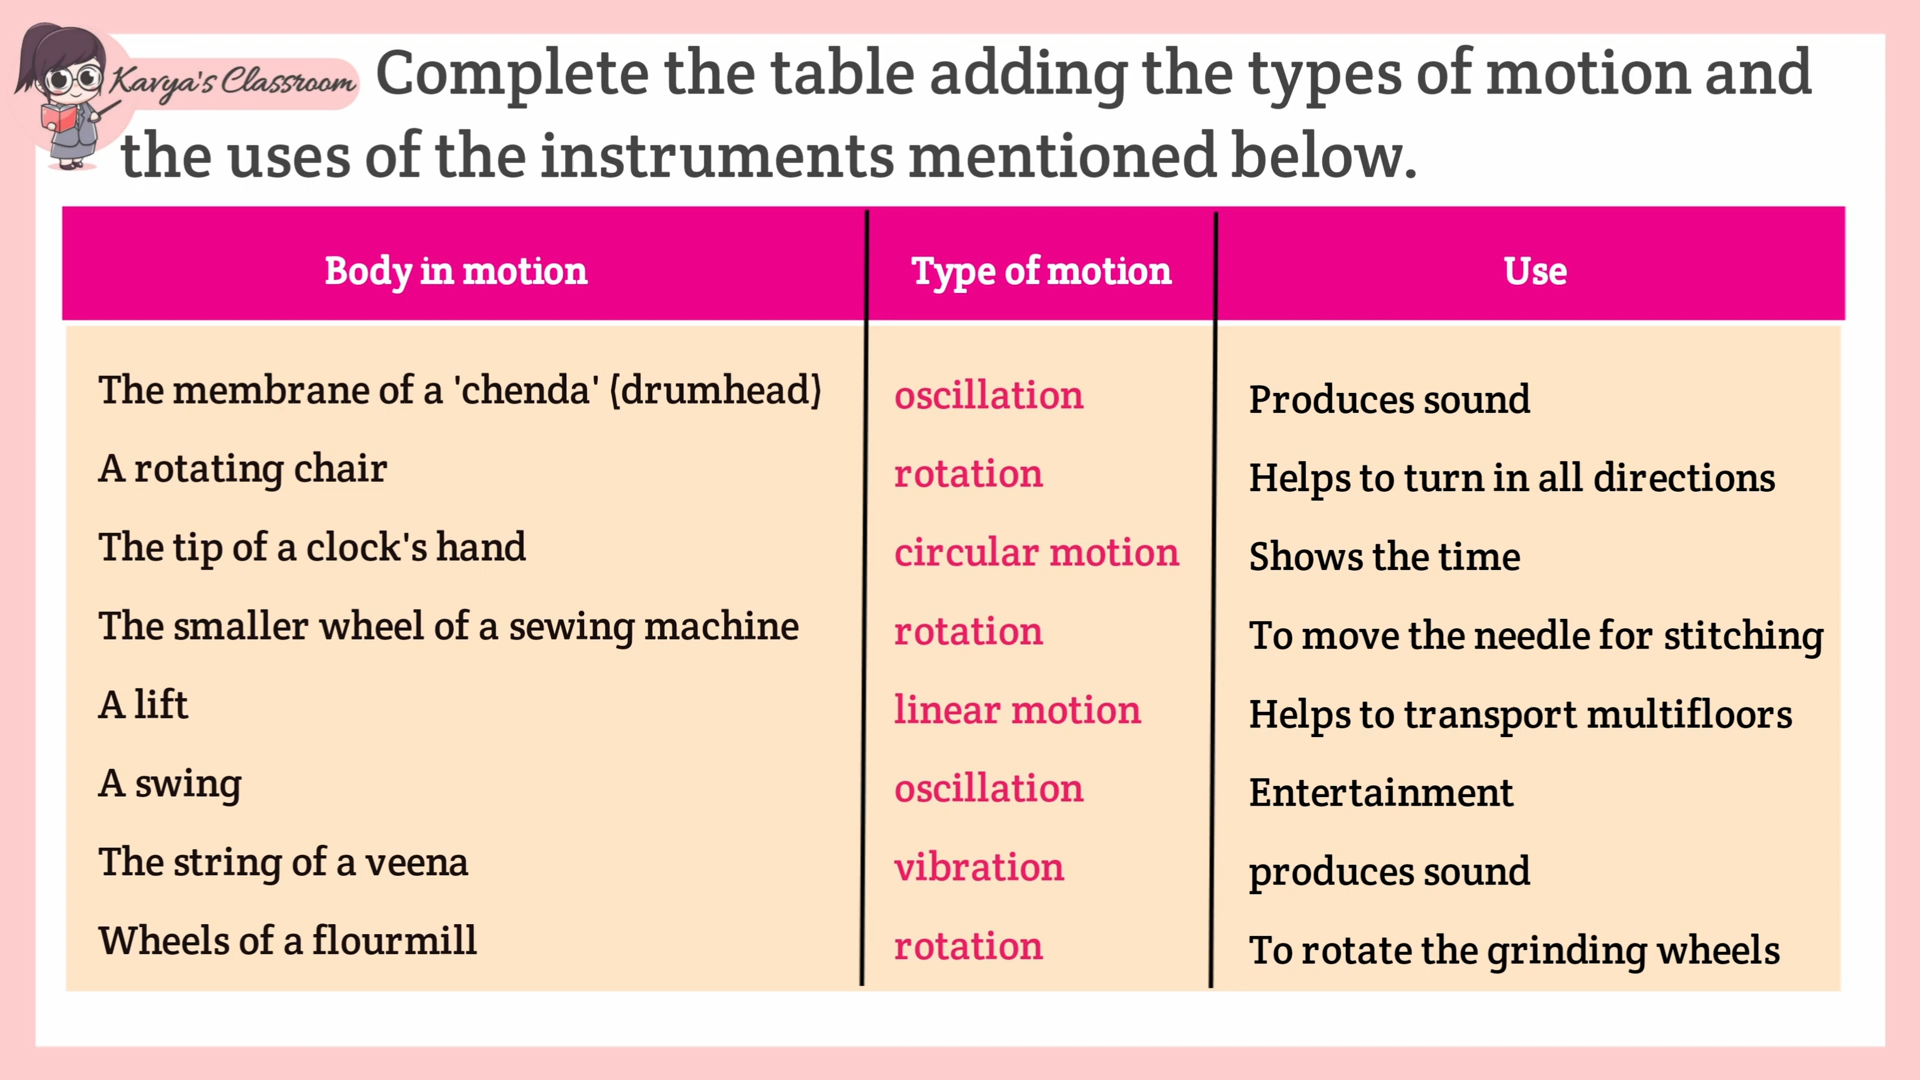 Kavya's Classroom
Complete the table adding the types of motion and
the uses of the instruments mentioned below.
Body in motion Type of motion Use
The membrane of a 'chenda' (drumhead) oscillation Produces sound
A rotating chair rotation Helps to turn in all directions
The tip of a clock's hand circular motion Shows the time
The smaller wheel of a sewing machine rotation To move the needle for stitching
A lift linear motion Helps to transport multifloors
A swing oscillation Entertainment
The string of a veena vibration produces sound
Wheels of a flourmill rotation To rotate the grinding wheels